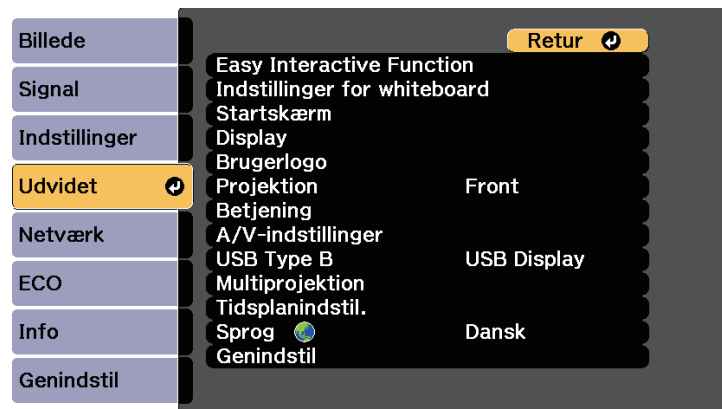 Billede
Signal
Indstillinger
Udvidet
Netværk
ECO
Info
Genindstil
Retur
Easy Interactive Function
Indstillinger for whiteboard
Startskærm
Display
Brugerlogo
Projektion Front
Betjening
A/V-indstillinger
USB Type B USB Display
Multiprojektion
Tidsplanindstil.
Sprog Dansk
Genindstil